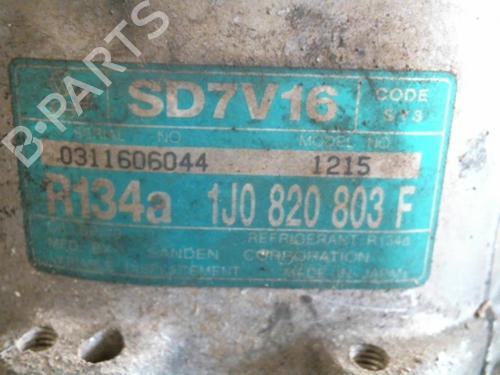 SD7V16
CODE
SERIAL NO
MODEL NO
0311606044
1215
R134a 1J0 820 803 F
REFRIGERANT R134a
SANDEN CORPORATION
MADE IN JAPAN
B-PARTS